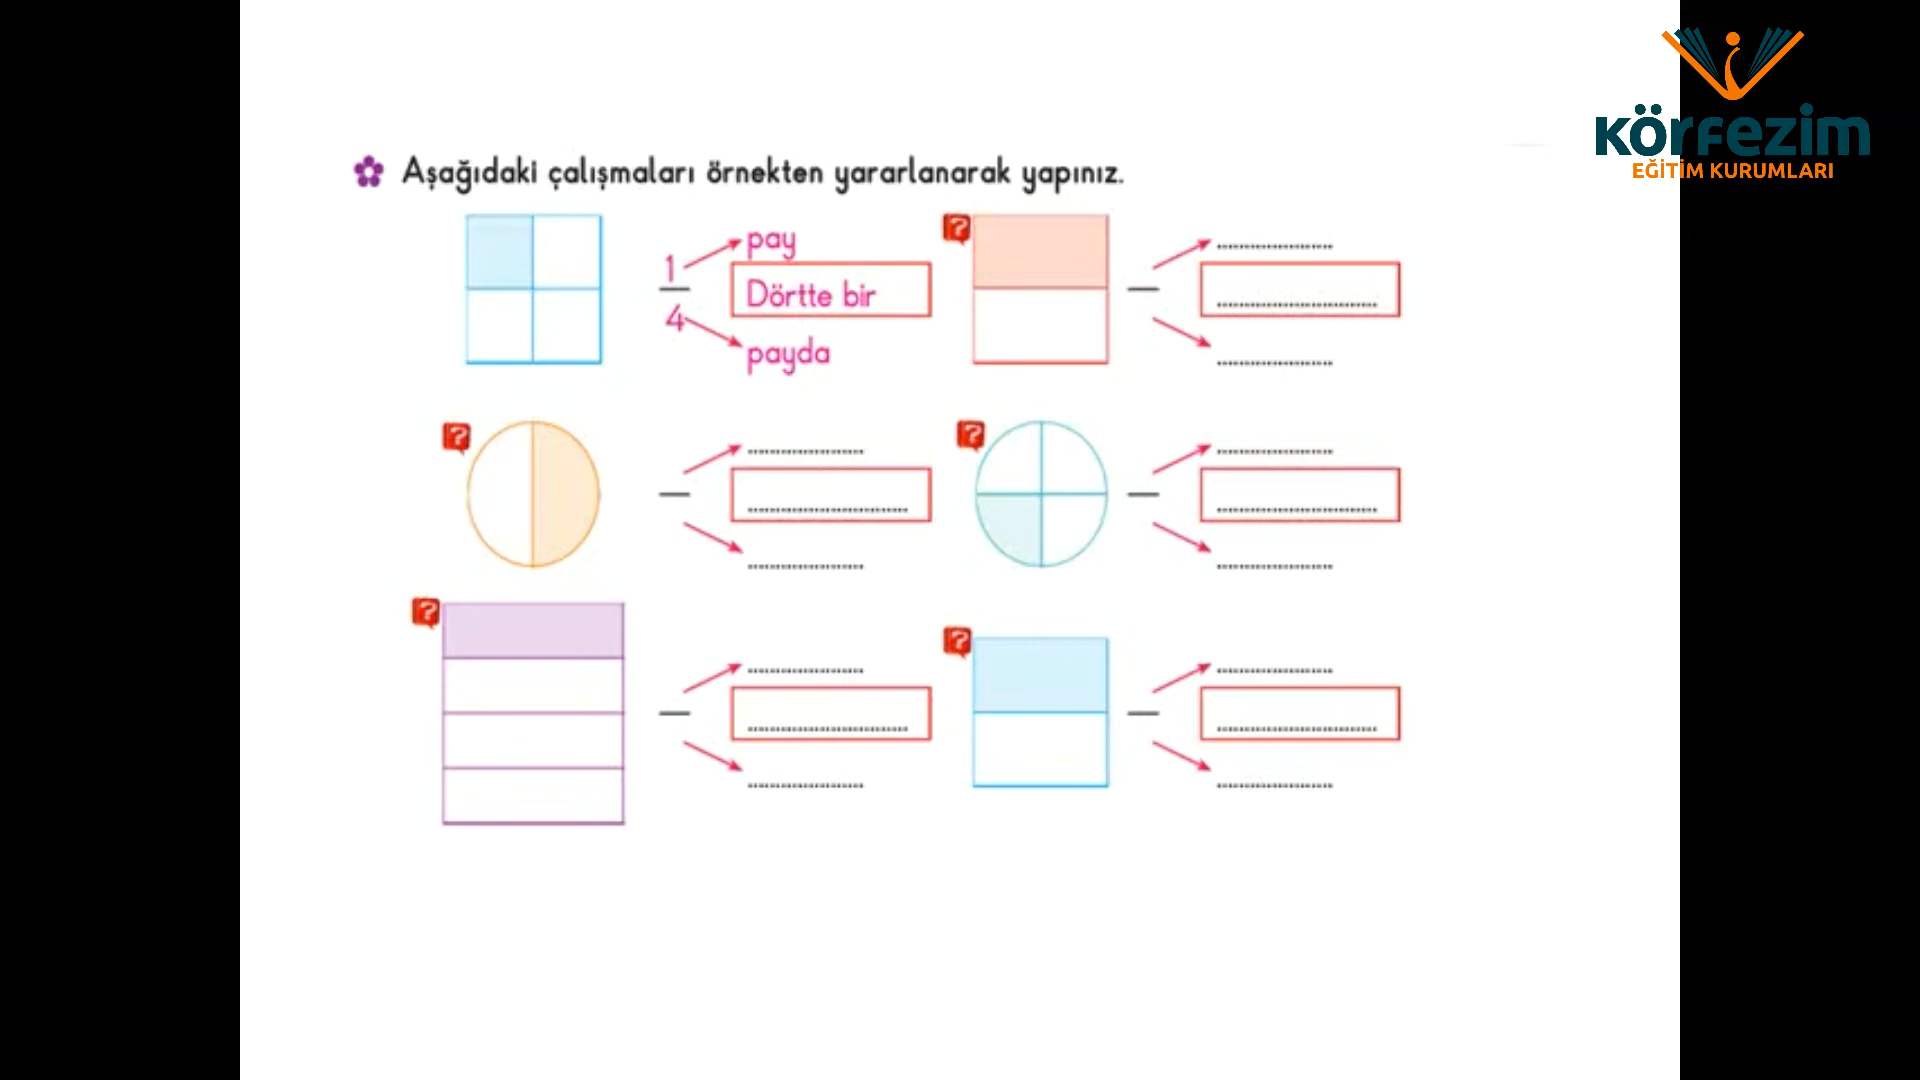 körfezim
EĞİTİM KURUMLARI
Aşağıdaki çalışmaları örnekten yararlanarak yapınız.
1
4
pay
Dörtte bir
payda
?
?
?
?
?